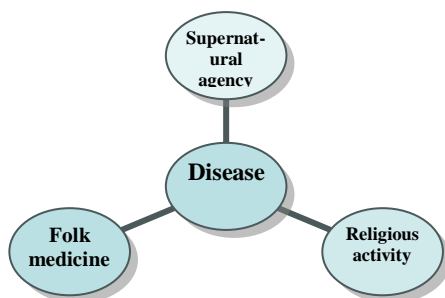 Supernat-
ural
agency
Disease
Folk
medicine
Religious
activity